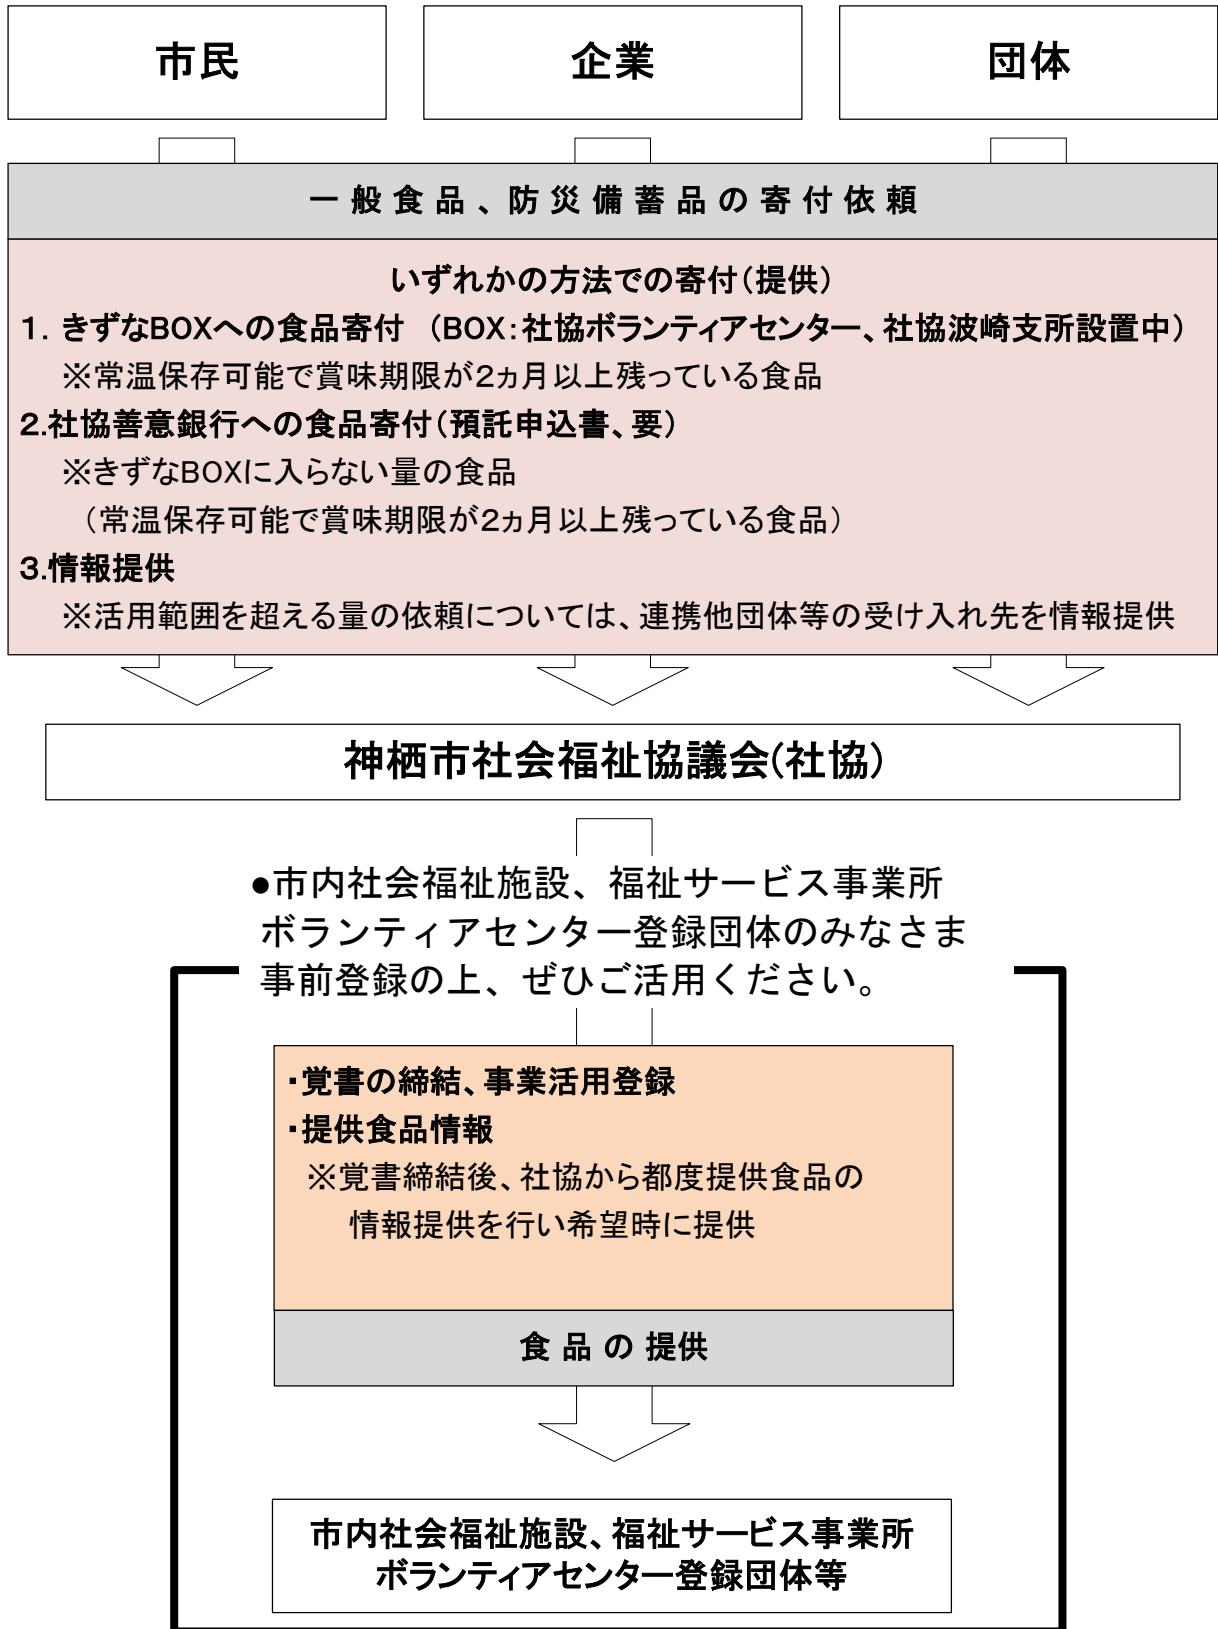 市民
企業
団体
一般食品、防災備蓄品の寄付依頼
いずれかの方法での寄付（提供）
1. きずなBOXへの食品寄付　（BOX：社協ボランティアセンター、社協波崎支所設置中）
※常温保存可能で賞味期限が２ヵ月以上残っている食品
2.社協善意銀行への食品寄付（預託申込書、要）
※きずなBOXに入らない量の食品
（常温保存可能で賞味期限が２ヵ月以上残っている食品）
3.情報提供
※活用範囲を超える量の依頼については、連携他団体等の受け入れ先を情報提供
神栖市社会福祉協議会(社協)
●市内社会福祉施設、福祉サービス事業所
ボランティアセンター登録団体のみなさま
事前登録の上、ぜひご活用ください。
・覚書の締結、事業活用登録
・提供食品情報
※覚書締結後、社協から都度提供食品の
情報提供を行い希望時に提供
食品の提供
市内社会福祉施設、福祉サービス事業所
ボランティアセンター登録団体等